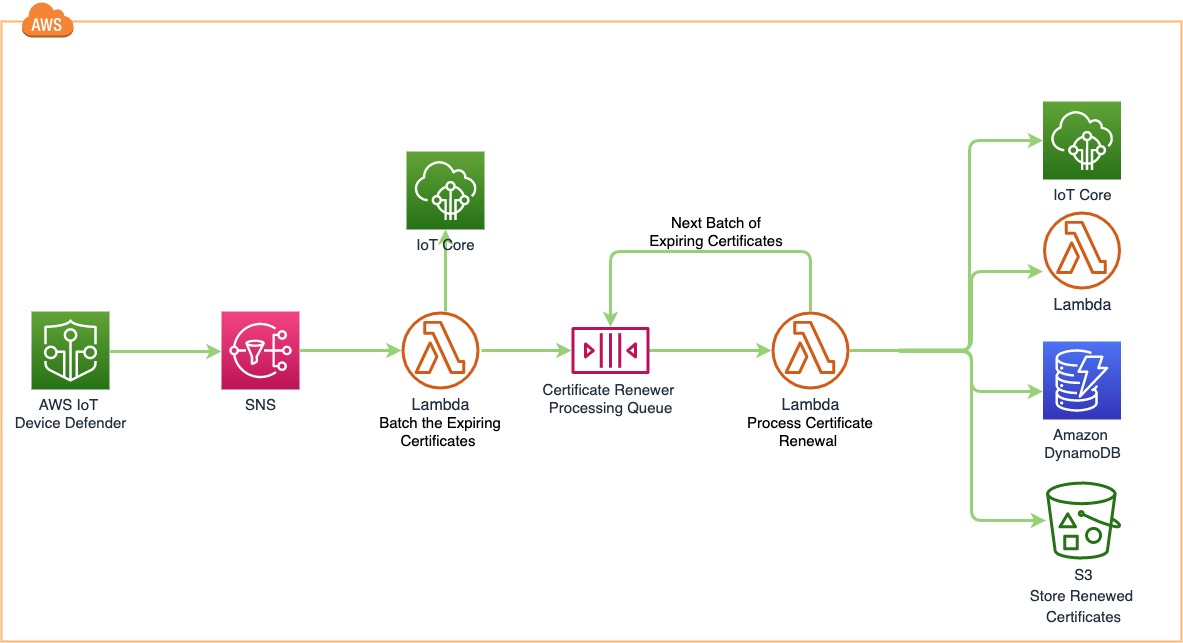 AWS
IoT Core
Lambda
Next Batch of
Expiring Certificates
IoT Core
Lambda
AWS IoT
Device Defender
SNS
Lambda
Batch the Expiring
Certificates
Certificate Renewer
Processing Queue
Lambda
Process Certificate
Renewal
Amazon
DynamoDB
S3
Store Renewed
Certificates